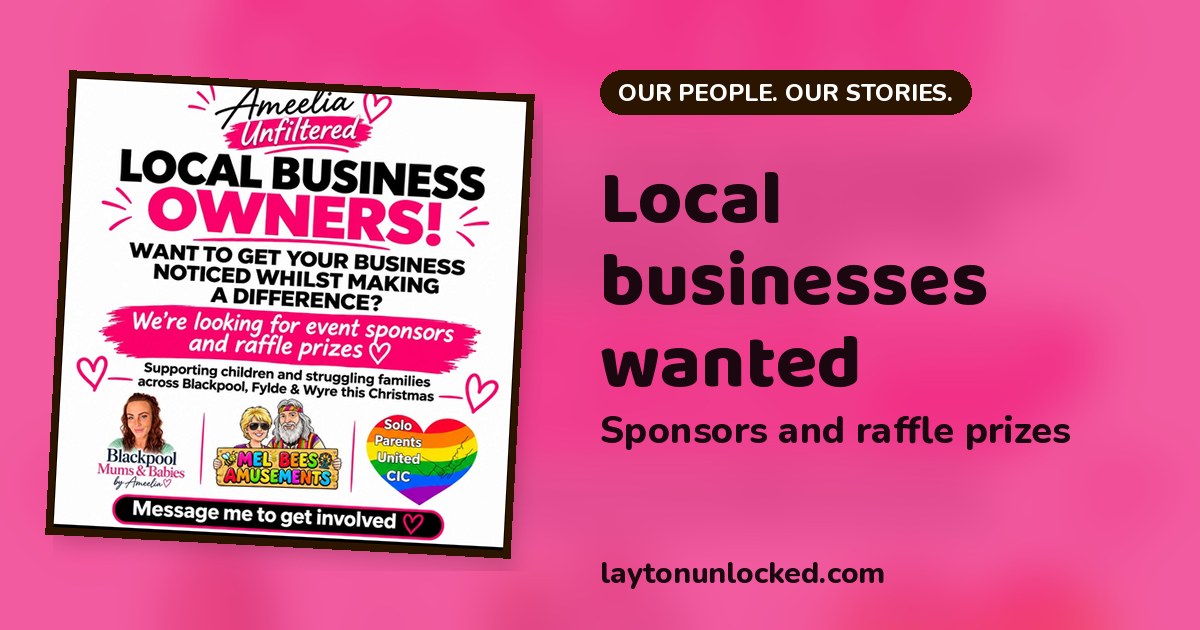 Ameelia
Unfiltered
LOCAL BUSINESS
OWNERS!
WANT TO GET YOUR BUSINESS
NOTICED WHILST MAKING
A DIFFERENCE?
We're looking for event sponsors
and raffle prizes
Supporting children and struggling families
across Blackpool, Fylde & Wyre this Christmas
Blackpool
Mums & Babies
by Ameelia
MEL BEES
AMUSEMENTS
Solo
Parents
United
CIC
Message me to get involved
OUR PEOPLE. OUR STORIES.
Local
businesses
wanted
Sponsors and raffle prizes
laytonunlocked.com